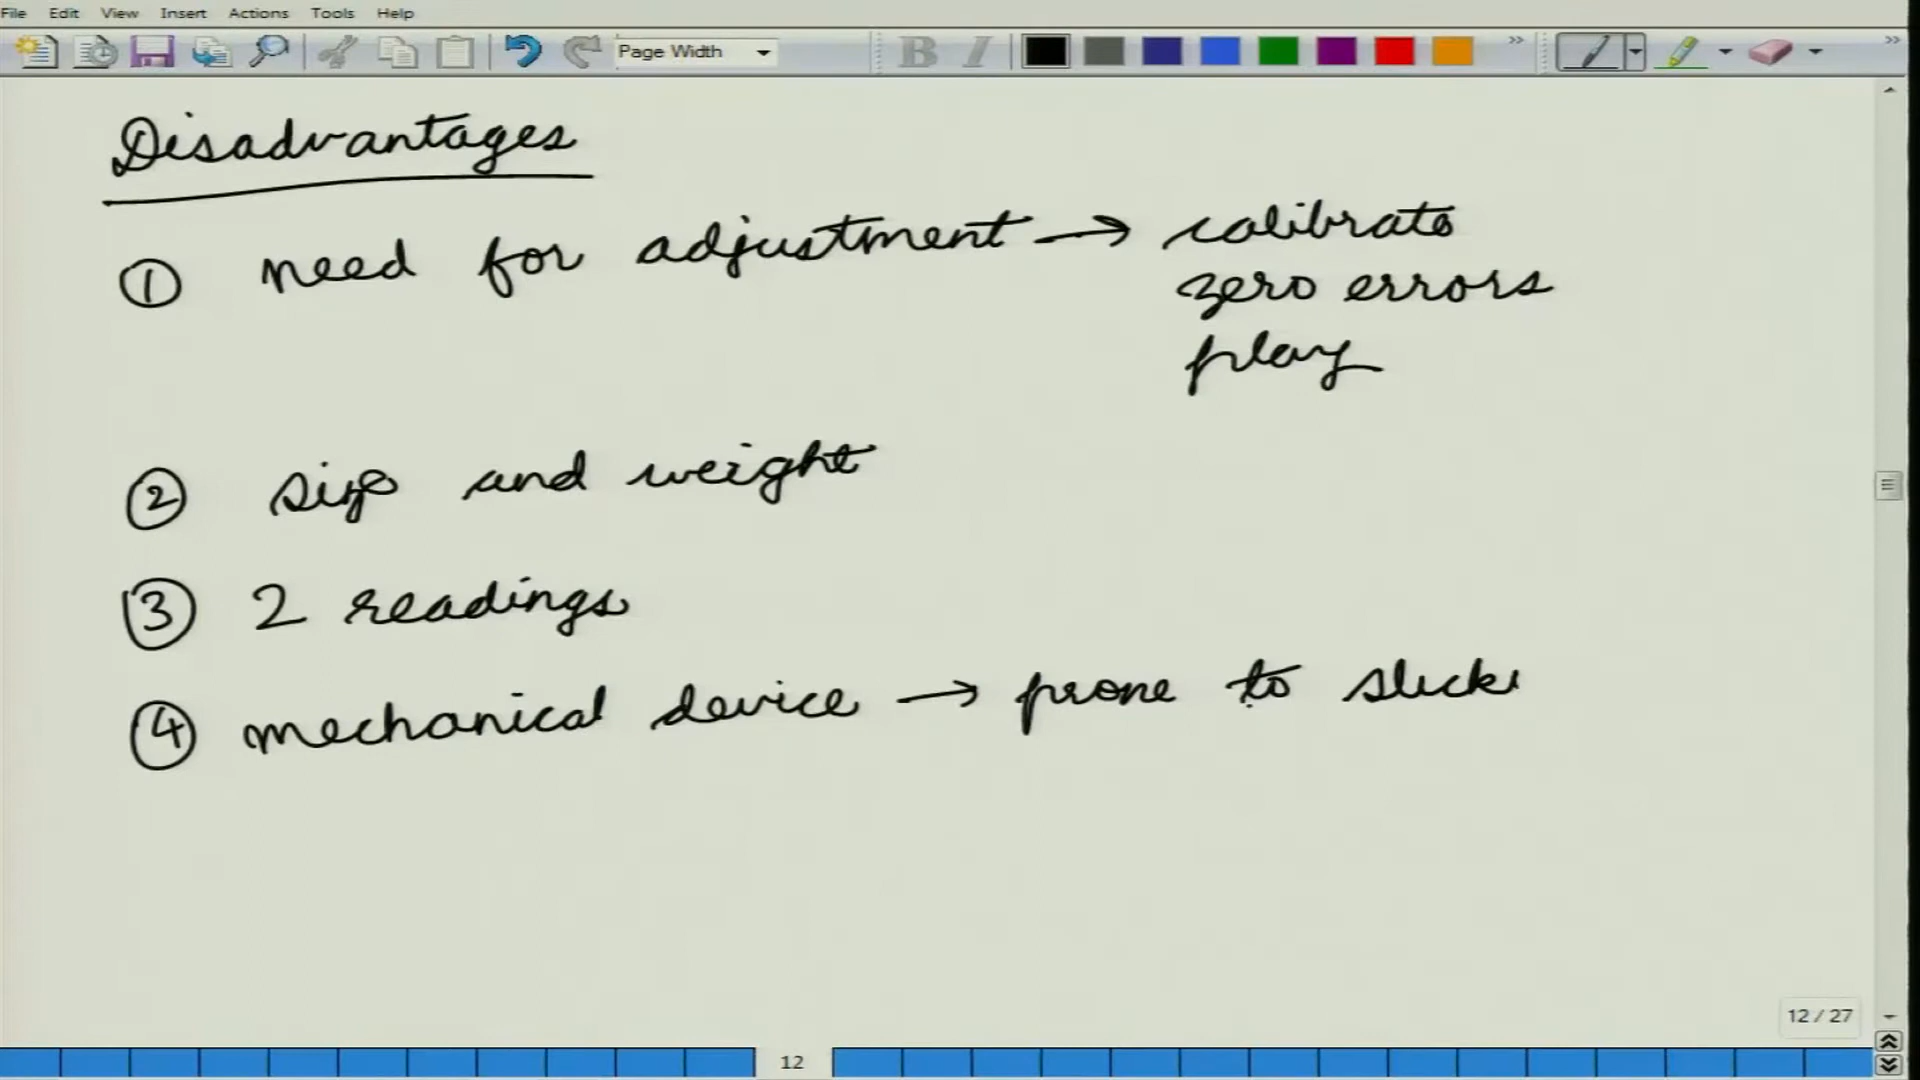 File Edit View Insert Actions Tools Help
Page Width
B I
Disadvantages
① need for adjustment → calibrate
zero errors
play
② size and weight
③ 2 readings
④ mechanical device → prone to
12 / 27
12